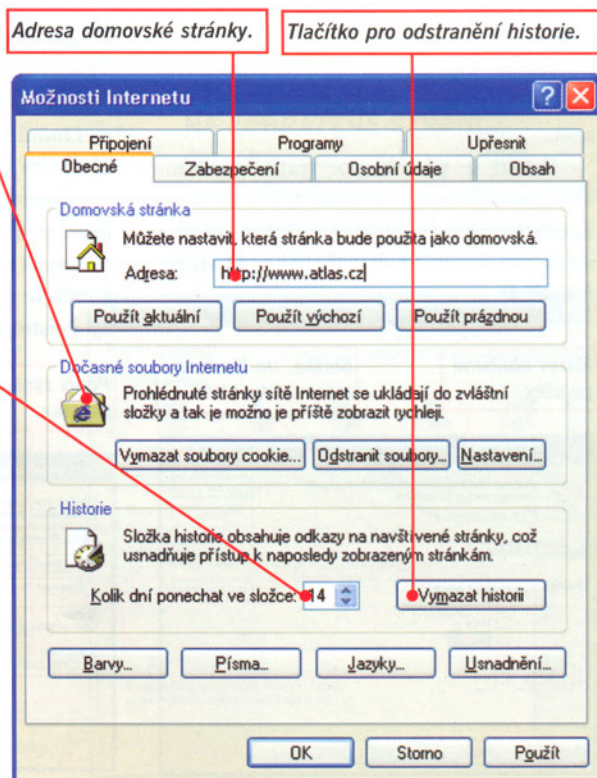 Adresa domovské stránky.
Tlačítko pro odstranění historie.
Možnosti Internetu
Připojení Programy Upřesnit
Obecné Zabezpečení Osobní údaje Obsah
Domovská stránka
Můžete nastavit, která stránka bude použita jako domovská.
Adresa: http://www.atlas.cz
Použít aktuální Použít výchozí Použít prázdnou
Dočasné soubory Internetu
Prohlédnuté stránky sítě Internet se ukládají do zvláštní
složky a tak je možno je příště zobrazit rychleji.
Vymazat soubory cookie... Odstranit soubory... Nastavení...
Historie
Složka historie obsahuje odkazy na navštívené stránky, což
usnadňuje přístup k naposledy zobrazeným stránkám.
Kolik dní ponechat ve složce: 14 Vymazat historii
Barvy... Písma... Jazyky... Usnadnění...
OK Storno Použít